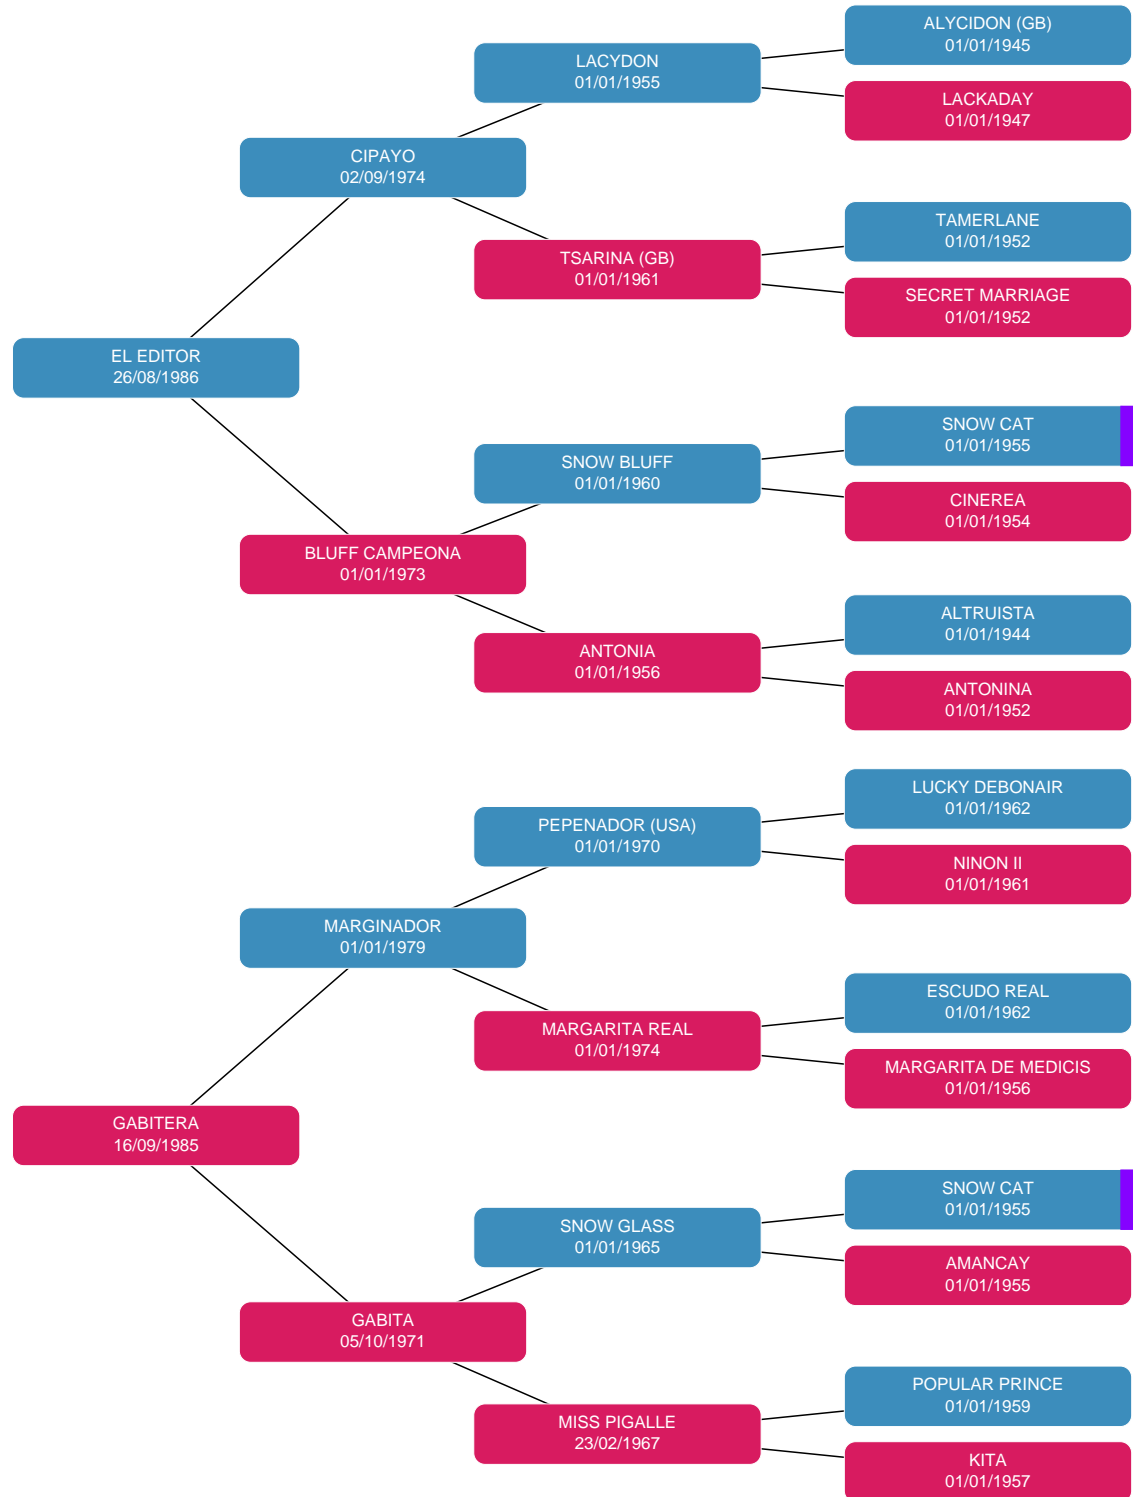 ALYCIDON (GB)
01/01/1945
LACYDON
01/01/1955
LACKADAY
01/01/1947
CIPAYO
02/09/1974
TAMERLANE
01/01/1952
TSARINA (GB)
01/01/1961
SECRET MARRIAGE
01/01/1952
EL EDITOR
26/08/1986
SNOW CAT
01/01/1955
SNOW BLUFF
01/01/1960
CINEREA
01/01/1954
BLUFF CAMPEONA
01/01/1973
ALTRUISTA
01/01/1944
ANTONIA
01/01/1956
ANTONINA
01/01/1952
LUCKY DEBONAIR
01/01/1962
PEPENADOR (USA)
01/01/1970
NINON II
01/01/1961
MARGINADOR
01/01/1979
ESCUDO REAL
01/01/1962
MARGARITA REAL
01/01/1974
MARGARITA DE MEDICIS
01/01/1956
GABITERA
16/09/1985
SNOW CAT
01/01/1955
SNOW GLASS
01/01/1965
AMANCAY
01/01/1955
GABITA
05/10/1971
POPULAR PRINCE
01/01/1959
MISS PIGALLE
23/02/1967
KITA
01/01/1957